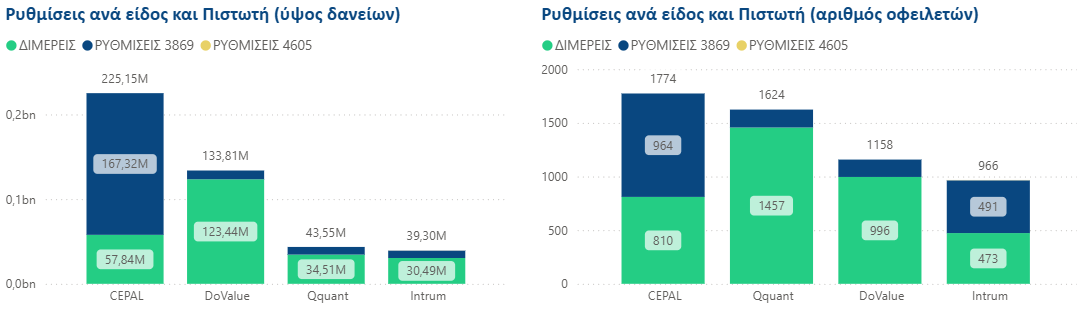 Ρυθμίσεις ανά είδος και Πιστωτή (ύψος δανείων)
ΔΙΜΕΡΕΙΣ ΡΥΘΜΙΣΕΙΣ 3869 ΡΥΘΜΙΣΕΙΣ 4605
225,15M
0,2bn
167,32M
133,81M
0,1bn
123,44M
57,84M
43,55M
39,30M
34,51M
30,49M
0,0bn
CEPAL DoValue Qquant Intrum
Ρυθμίσεις ανά είδος και Πιστωτή (αριθμός οφειλετών)
ΔΙΜΕΡΕΙΣ ΡΥΘΜΙΣΕΙΣ 3869 ΡΥΘΜΙΣΕΙΣ 4605
2000
1774
1624
1500
964
1158
1000
966
1457
491
996
810
500
473
0
CEPAL Qquant DoValue Intrum